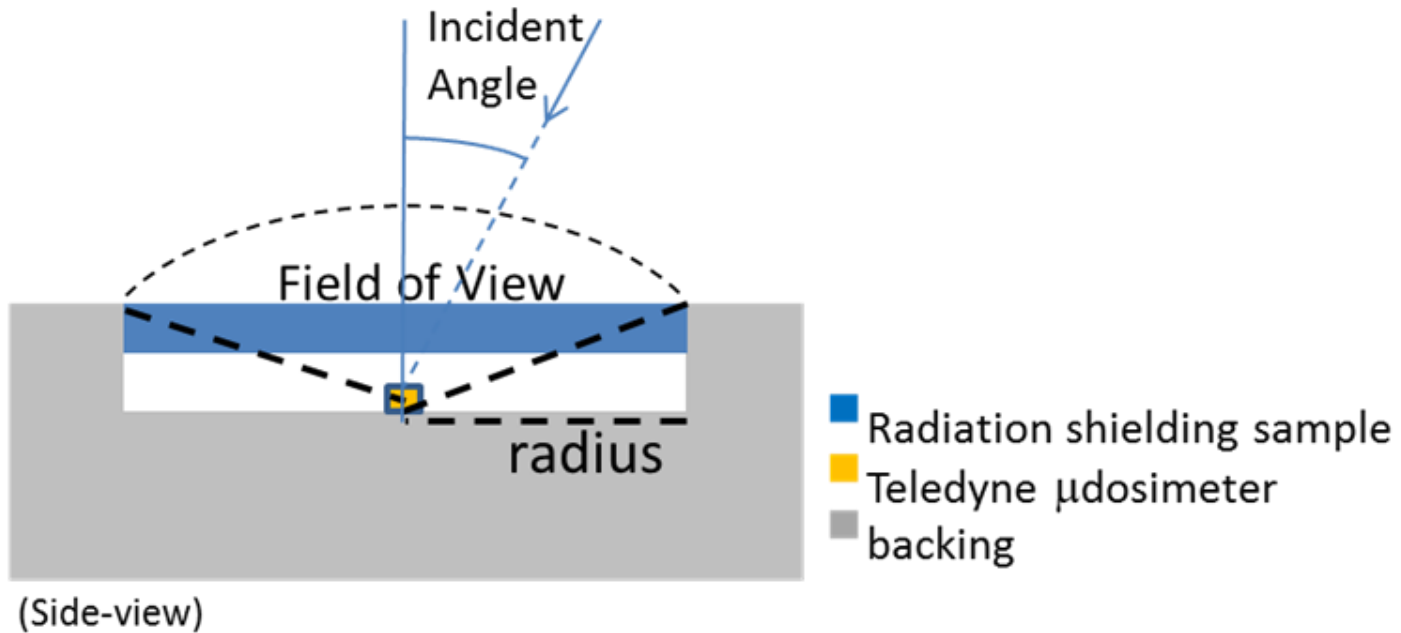 Incident
Angle
Field of View
radius
Radiation shielding sample
Teledyne μdosimeter
backing
(Side-view)